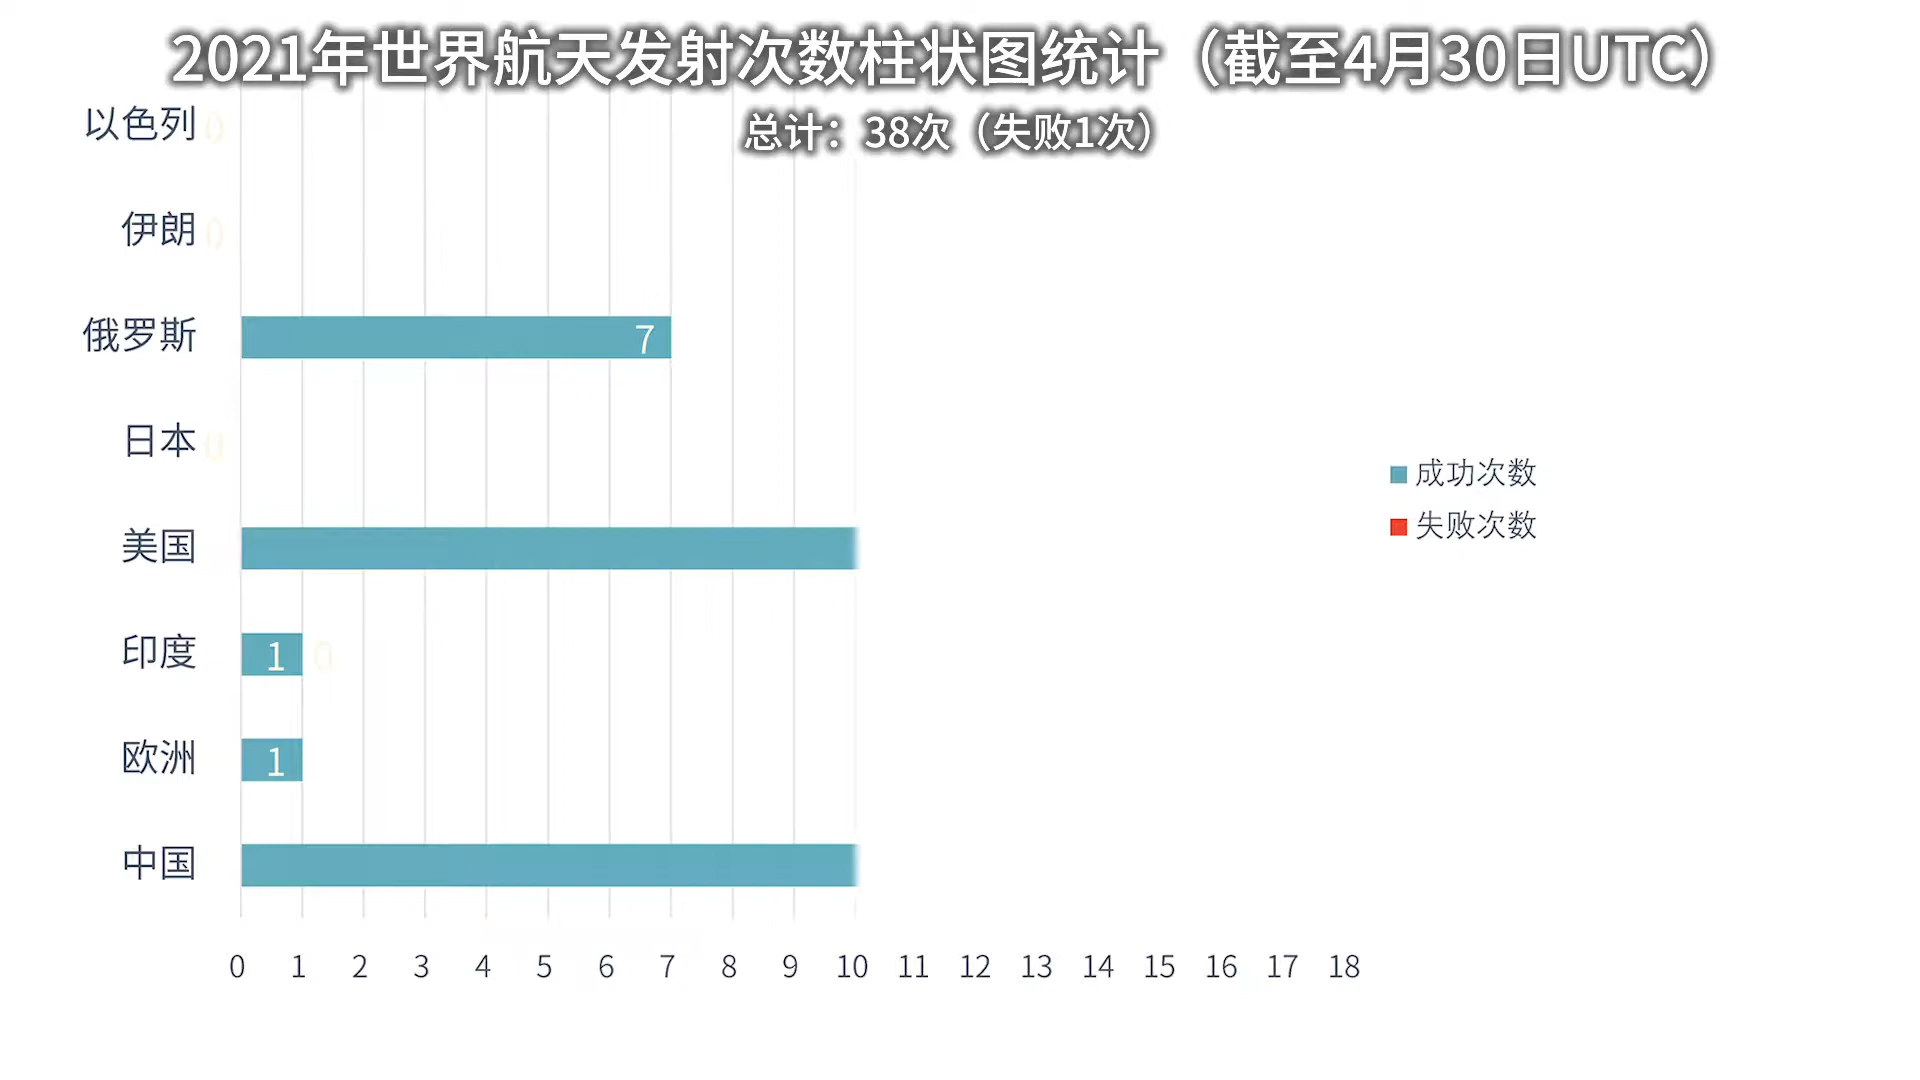 2021年世界航天发射次数柱状图统计（截至4月30日UTC）
总计：38次（失败1次）
以色列 0
伊朗 0
俄罗斯 7
日本 0
美国
印度 1 0
欧洲 1
中国
0 1 2 3 4 5 6 7 8 9 10 11 12 13 14 15 16 17 18
成功次数
失败次数